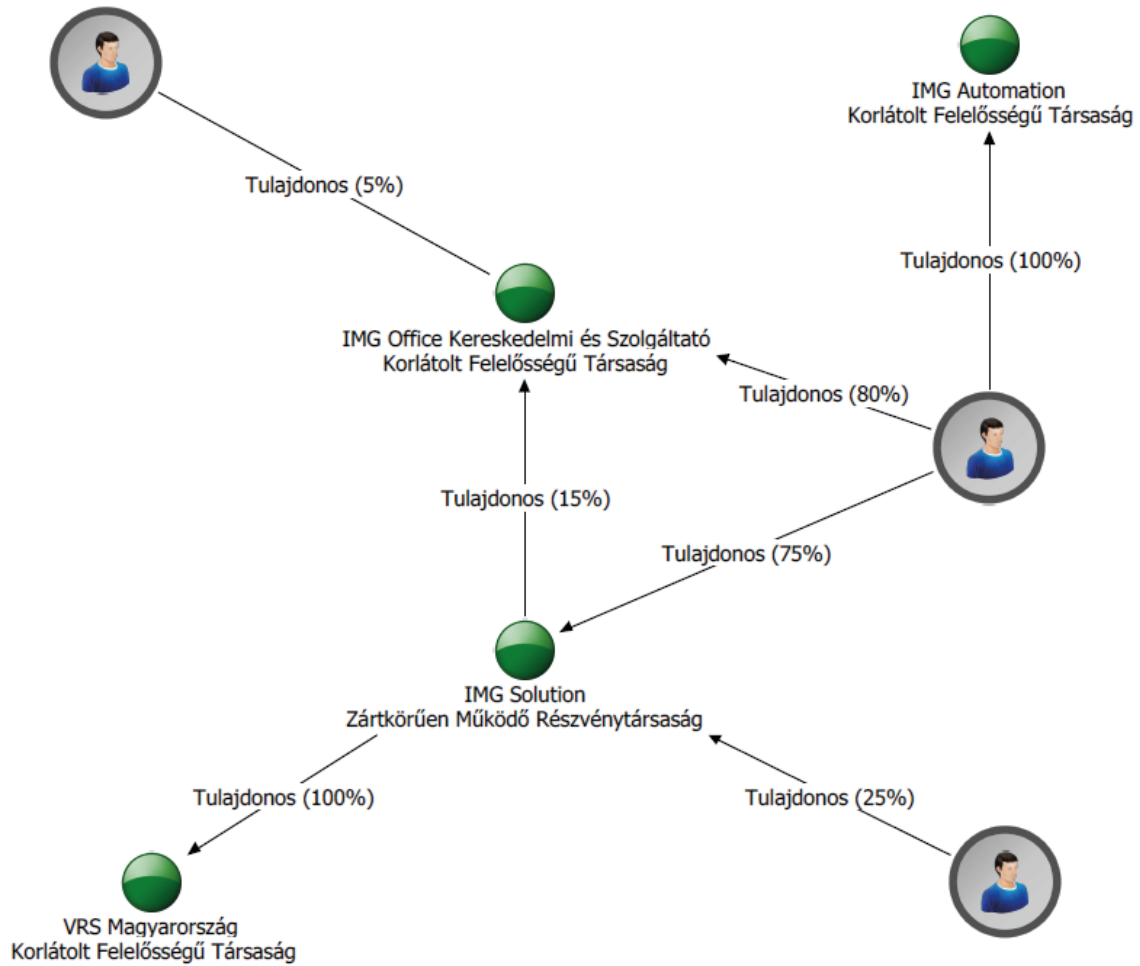 IMG Automation
Korlátolt Felelősségű Társaság
Tulajdonos (5%)
Tulajdonos (100%)
IMG Office Kereskedelmi és Szolgáltató
Korlátolt Felelősségű Társaság
Tulajdonos (80%)
Tulajdonos (15%)
Tulajdonos (75%)
IMG Solution
Zártkörűen Működő Részvénytársaság
Tulajdonos (100%)
Tulajdonos (25%)
VRS Magyarország
Korlátolt Felelősségű Társaság